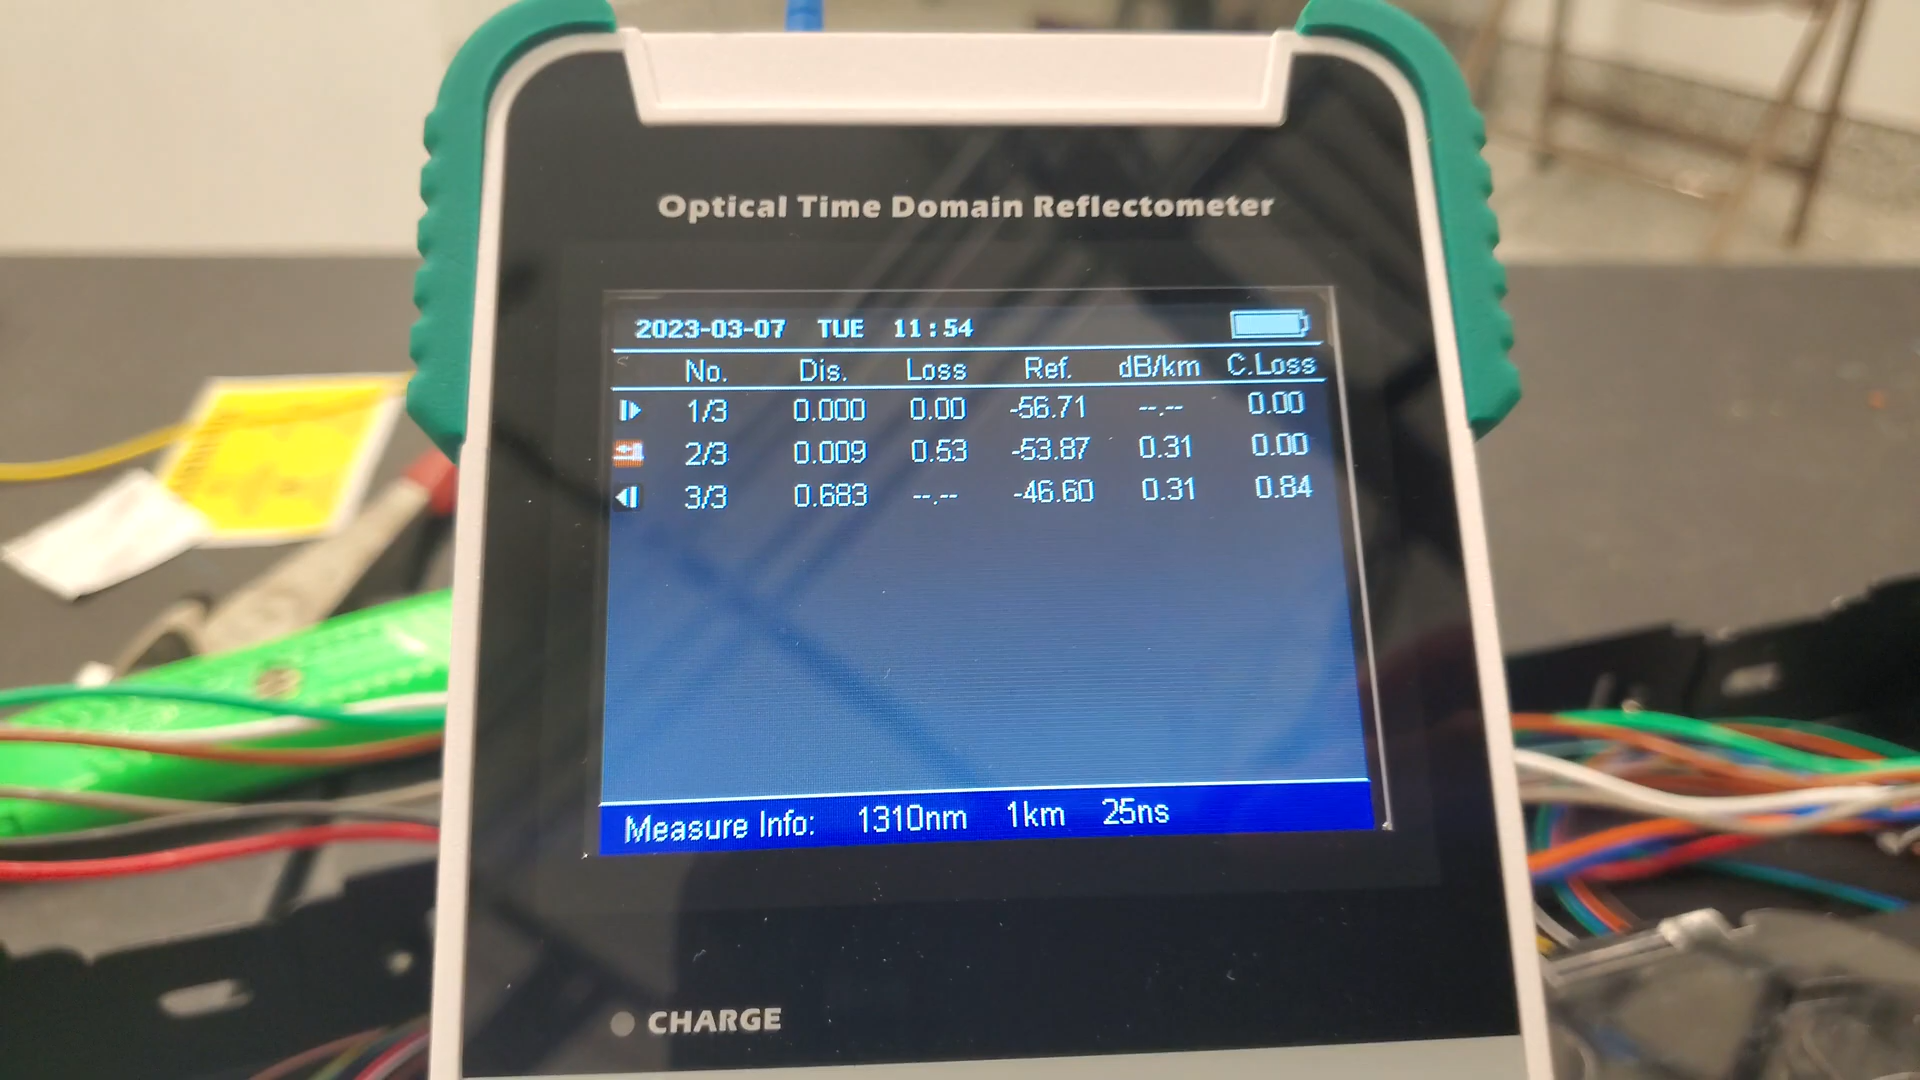 Optical Time Domain Reflectometer
2023-03-07 TUE 11:54
No. Dis. Loss Ref. dB/km C.Loss
1/3 0.000 0.00 -56.71 --.-- 0.00
2/3 0.009 0.53 -53.87 0.31 0.00
3/3 0.683 --.-- -46.60 0.31 0.84
Measure Info: 1310nm 1km 25ns
CHARGE